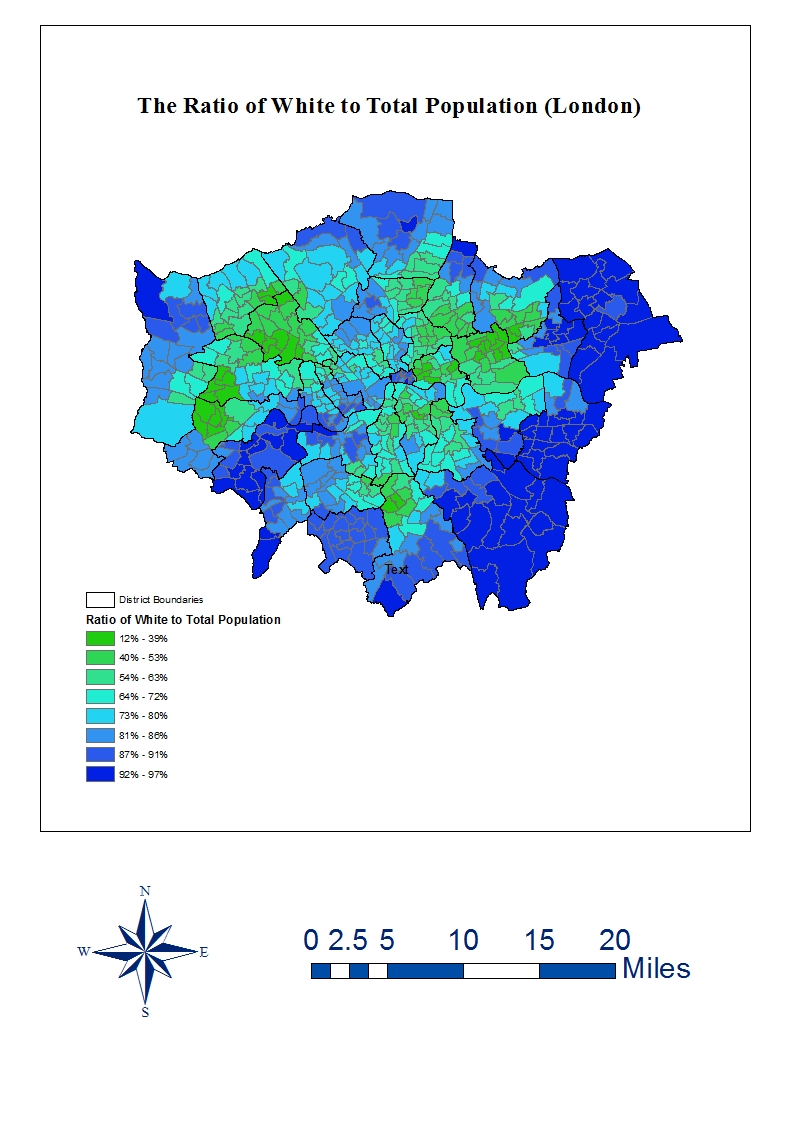 The Ratio of White to Total Population (London)
Text
District Boundaries
Ratio of White to Total Population
12% - 39%
40% - 53%
54% - 63%
64% - 72%
73% - 80%
81% - 86%
87% - 91%
92% - 97%
N
W E
S
0 2.5 5 10 15 20
Miles